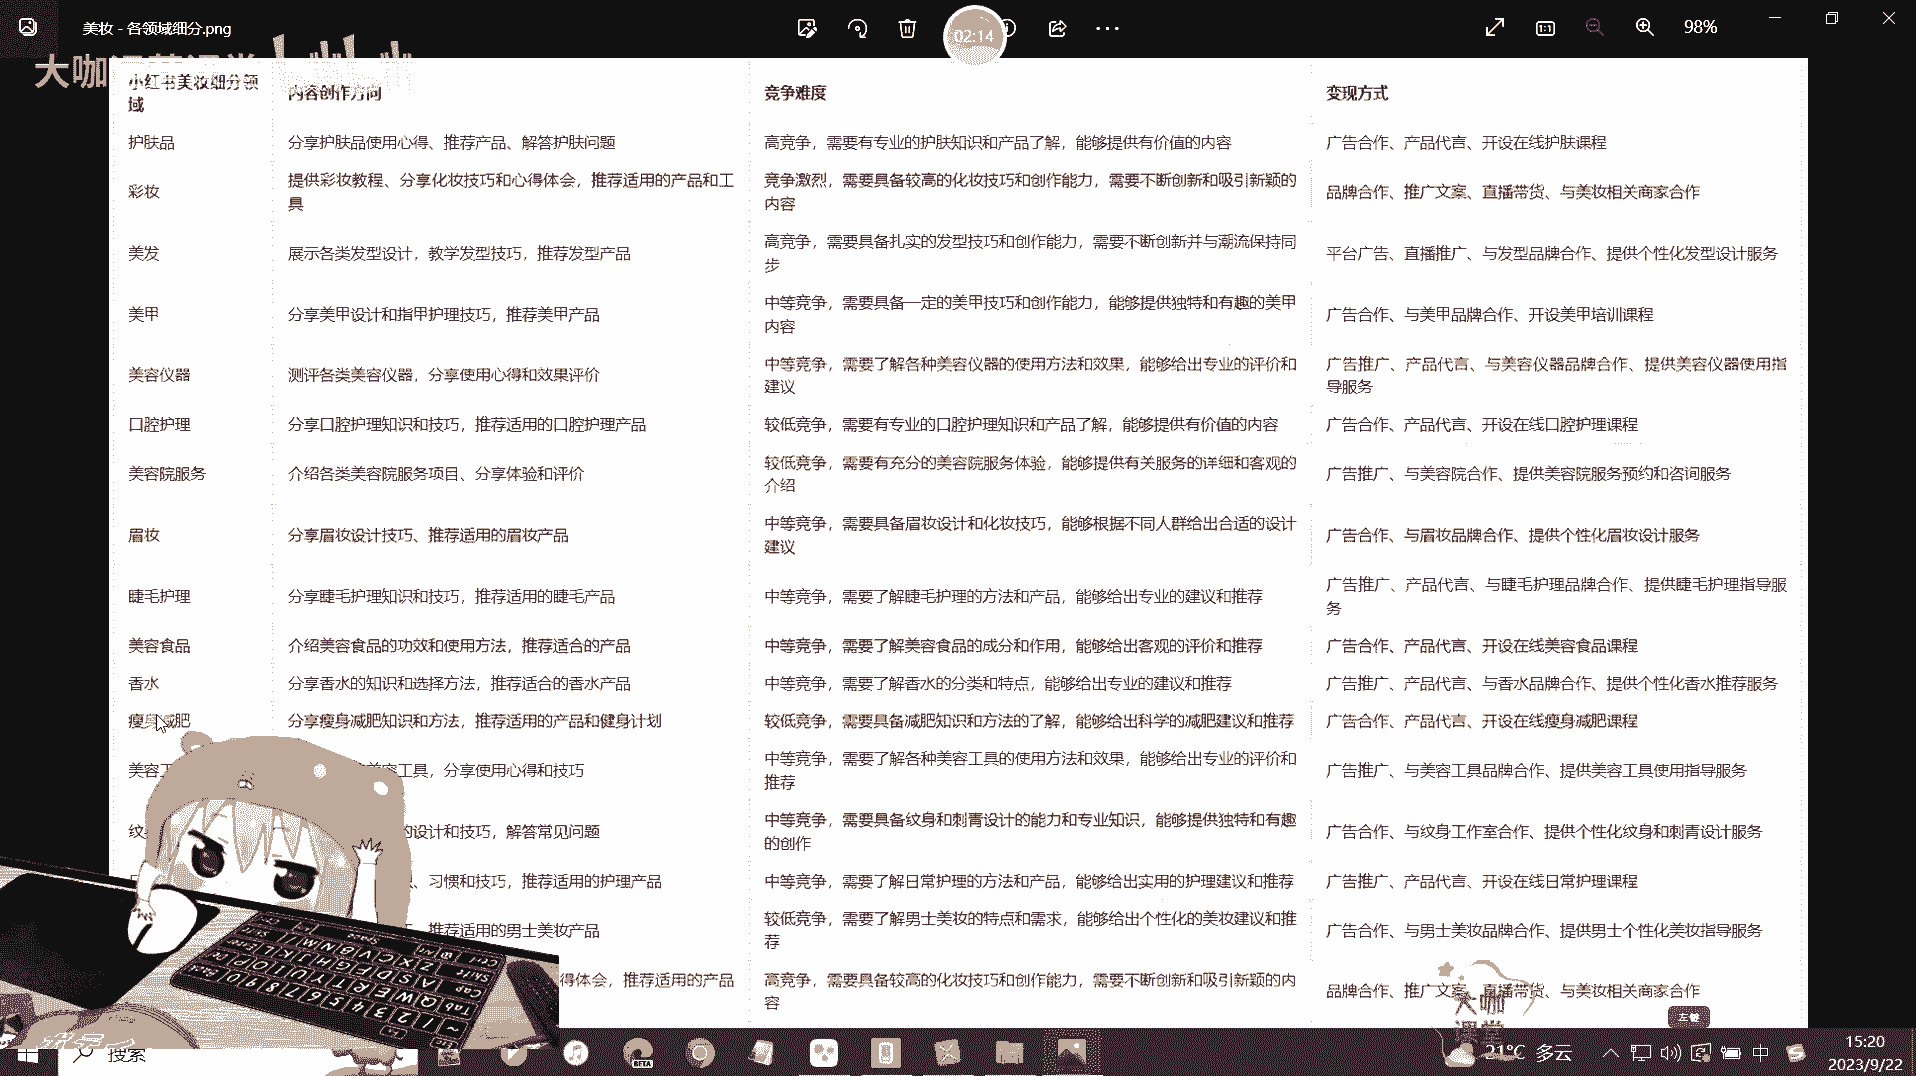 美妆 - 各领域细分.png
02:14
98%
大咖
小红书美妆细分领
域
内容创作方向
竞争难度
变现方式
护肤品
分享护肤品使用心得、推荐产品、解答护肤问题
高竞争，需要有专业的护肤知识和产品了解，能够提供有价值的内容
广告合作、产品代言、开设在线护肤课程
彩妆
提供彩妆教程、分享化妆技巧和心得体会，推荐适用的产品和工
具
竞争激烈，需要具备较高的化妆技巧和创作能力，需要不断创新和吸引新颖的
内容
品牌合作、推广文案、直播带货、与美妆相关商家合作
美发
展示各类发型设计，教学发型技巧，推荐发型产品
高竞争，需要具备扎实的发型技巧和创作能力，需要不断创新并与潮流保持同
步
平台广告、直播推广、与发型品牌合作、提供个性化发型设计服务
美甲
分享美甲设计和指甲护理技巧，推荐美甲产品
中等竞争，需要具备一定的美甲技巧和创作能力，能够提供独特和有趣的美甲
内容
广告合作、与美甲品牌合作、开设美甲培训课程
美容仪器
测评各类美容仪器，分享使用心得和效果评价
中等竞争，需要了解各种美容仪器的使用方法和效果，能够给出专业的评价和
建议
广告推广、产品代言、与美容仪器品牌合作、提供美容仪器使用指
导服务
口腔护理
分享口腔护理知识和技巧，推荐适用的口腔护理产品
较低竞争，需要有专业的口腔护理知识和产品了解，能够提供有价值的内容
广告合作、产品代言、开设在线口腔护理课程
美容院服务
介绍各类美容院服务项目、分享体验和评价
较低竞争，需要有充分的美容院服务体验，能够提供有关服务的详细和客观的
介绍
广告推广、与美容院合作、提供美容院服务预约和咨询服务
眉妆
分享眉妆设计技巧、推荐适用的眉妆产品
中等竞争，需要具备眉妆设计和化妆技巧，能够根据不同人群给出合适的设计
建议
广告合作、与眉妆品牌合作、提供个性化眉妆设计服务
睫毛护理
分享睫毛护理知识和技巧，推荐适用的睫毛产品
中等竞争，需要了解睫毛护理的方法和产品，能够给出专业的建议和推荐
广告推广、产品代言、与睫毛护理品牌合作、提供睫毛护理指导服
务
美容食品
介绍美容食品的功效和使用方法，推荐适合的产品
中等竞争，需要了解美容食品的成分和作用，能够给出客观的评价和推荐
广告合作、产品代言、开设在线美容食品课程
香水
分享香水的知识和选择方法，推荐适合的香水产品
中等竞争，需要了解香水的分类和特点，能够给出专业的建议和推荐
广告推广、产品代言、与香水品牌合作、提供个性化香水推荐服务
瘦身减肥
分享瘦身减肥知识和方法，推荐适用的产品和健身计划
较低竞争，需要具备减肥知识和方法的了解，能够给出科学的减肥建议和推荐
广告合作、产品代言、开设在线瘦身减肥课程
美容
工具，分享使用心得和技巧
中等竞争，需要了解各种美容工具的使用方法和效果，能够给出专业的评价和
推荐
广告推广、与美容工具品牌合作、提供美容工具使用指导服务
纹
的设计和技巧，解答常见问题
中等竞争，需要具备纹身和刺青设计的能力和专业知识，能够提供独特和有趣
的创作
广告合作、与纹身工作室合作、提供个性化纹身和刺青设计服务
、习惯和技巧，推荐适用的护理产品
中等竞争，需要了解日常护理的方法和产品，能够给出实用的护理建议和推荐
广告推广、产品代言、开设在线日常护理课程
，推荐适用的男士美妆产品
较低竞争，需要了解男士美妆的特点和需求，能够给出个性化的美妆建议和推
荐
广告合作、与男士美妆品牌合作、提供男士个性化美妆指导服务
得体会，推荐适用的产品
高竞争，需要具备较高的化妆技巧和创作能力，需要不断创新和吸引新颖的内
容
品牌合作、推广文案、直播带货、与美妆相关商家合作
大咖
课堂
左键
搜索
BETA
21°C 多云
中
15:20
2023/9/22